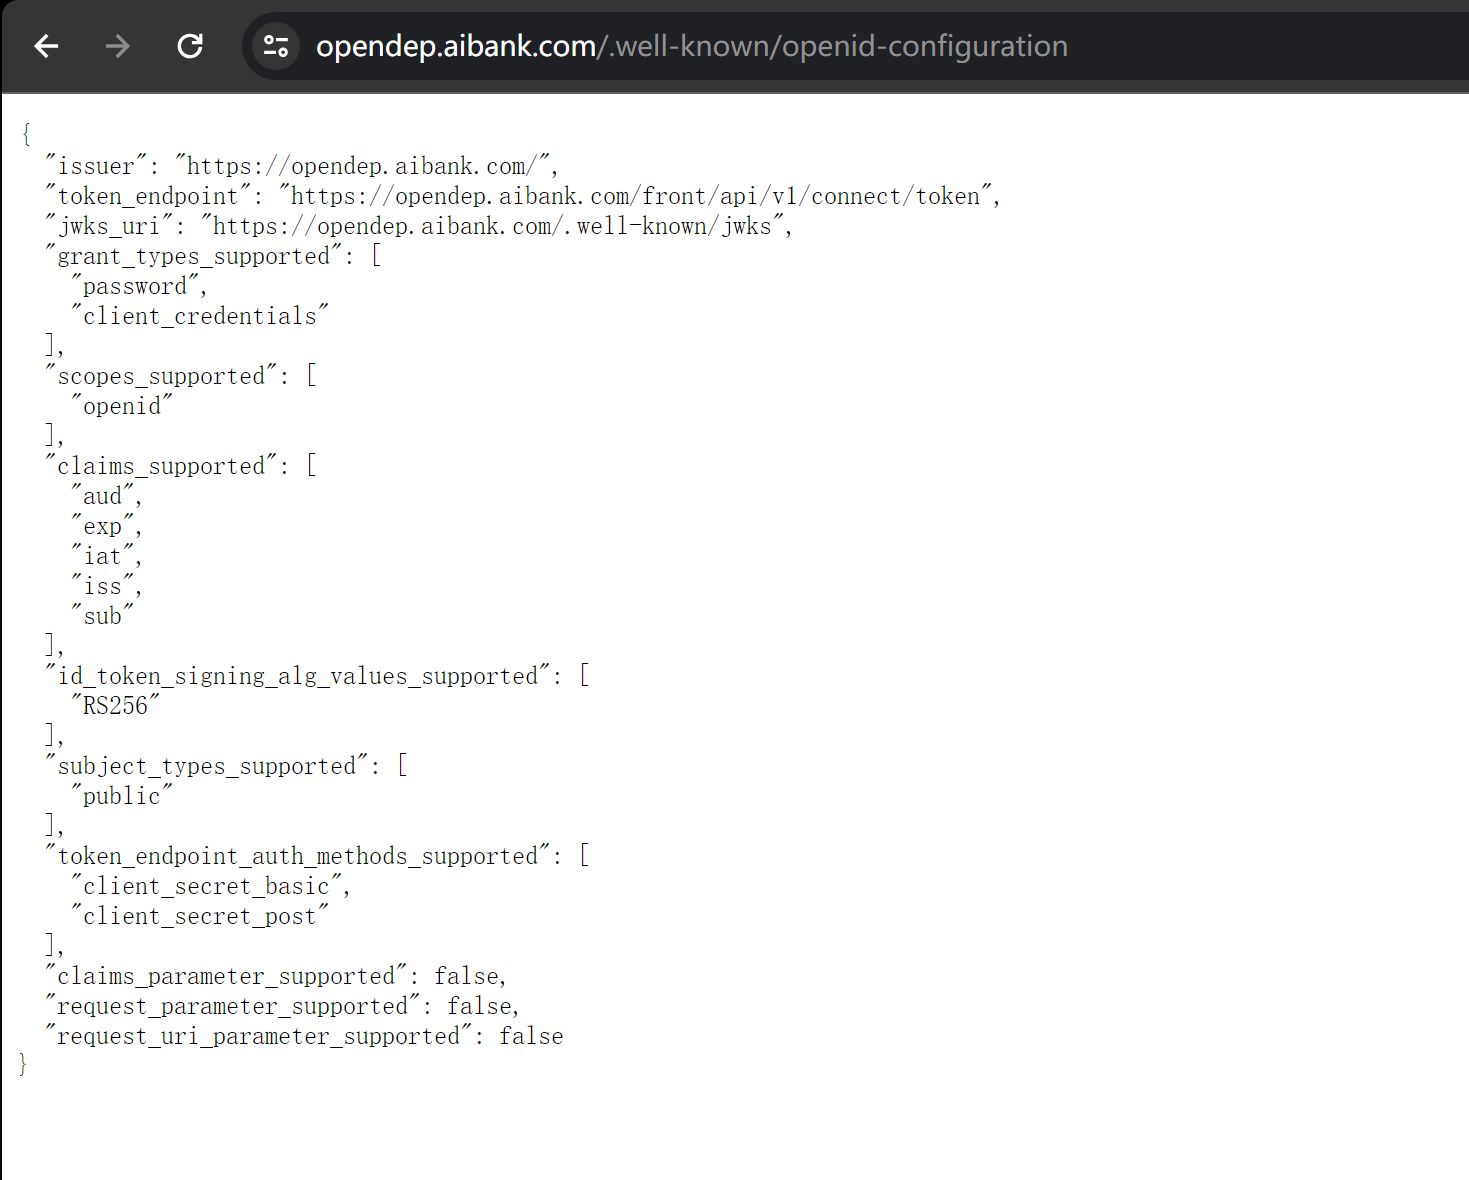 opendep.aibank.com/.well-known/openid-configuration
{
"issuer": "https://opendep.aibank.com/",
"token_endpoint": "https://opendep.aibank.com/front/api/v1/connect/token",
"jwks_uri": "https://opendep.aibank.com/.well-known/jwks",
"grant_types_supported": [
"password",
"client_credentials"
],
"scopes_supported": [
"openid"
],
"claims_supported": [
"aud",
"exp",
"iat",
"iss",
"sub"
],
"id_token_signing_alg_values_supported": [
"RS256"
],
"subject_types_supported": [
"public"
],
"token_endpoint_auth_methods_supported": [
"client_secret_basic",
"client_secret_post"
],
"claims_parameter_supported": false,
"request_parameter_supported": false,
"request_uri_parameter_supported": false
}